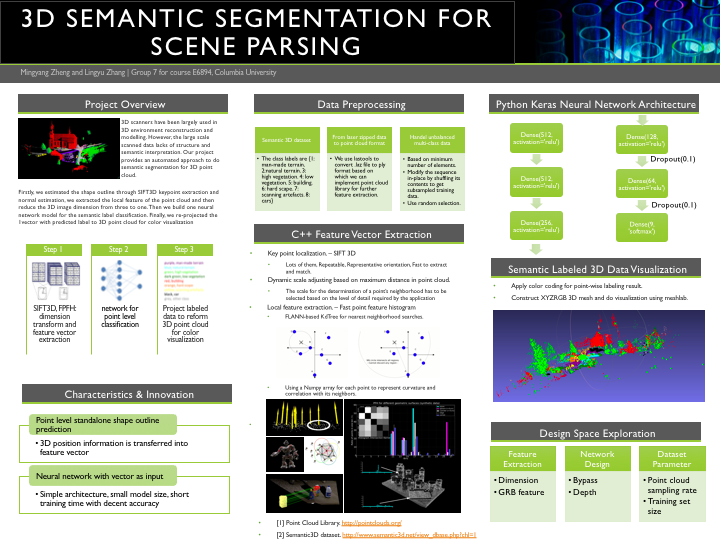 3D SEMANTIC SEGMENTATION FOR
SCENE PARSING
Mingyang Zheng and Lingyu Zhang | Group 7 for course E6894, Columbia University
Project Overview
3D scanners have been largely used in
3D environment reconstruction and
modelling. However, the large scale
scanned data lacks of structure and
semantic interpretation. Our project
provides an automated approach to do
semantic segmentation for 3D point
cloud.
Firstly, we estimated the shape outline through SIFT3D keypoint extraction and
normal estimation, we extracted the local feature of the point cloud and then
reduce the 3D image dimension from three to one. Then we build one neural
network model for the semantic label classification. Finally, we re-projected the
1vector with predicted label to 3D point cloud for color visualization
Step 1
SIFT3D, FPFH:
dimension
transform and
feature vector
extraction
Step 2
network for
point level
classification
Step 3
Project labeled
data to reform
3D point cloud
for color
visualization
Characteristics & Innovation
Point level standalone shape outline
prediction
• 3D position information is transferred into
feature vector
Neural network with vector as input
• Simple architecture, small model size, short
training time with decent accuracy
Data Preprocessing
Semantic 3D dataset
• The class labels are {1:
man-made terrain,
2:natural terrain, 3:
high vegetation, 4: low
vegetation, 5: building,
6: hard scape, 7:
scanning artefacts, 8:
cars}
From laser-zipped data
to point cloud format
• We use lastools to
convert .laz file to ply
format based on
which we can
implement point cloud
library for further
feature extraction.
Handel unbalanced
multi-class data
• Based on minimum
number of elements.
• Modify the sequence
in-place by shuffling its
contents to get
subsampled training
data.
• Use random selection.
C++ Feature Vector Extraction
• Key point localization. – SIFT 3D
• Lots of them, Repeatable, Representative orientation, Fast to extract
and match.
• Dynamic scale adjusting based on maximum distance in point cloud.
• The scale for the determination of a point's neighborhood has to be
selected based on the level of detail required by the application
• Local feature extraction. – Fast point feature histogram
• FLANN-based KdTree for nearest neighborhood searches.
• Using a Numpy array for each point to represent curvature and
correlation with its neighbors.
• [1] Point Cloud Library. http://pointclouds.org/
• [2] Semantic3D dataset. http://www.semantic3d.net/view_dbase.php?chl=1
Python Keras Neural Network Architecture
Dense(512,
activation='relu')
Dense(512,
activation='relu')
Dense(256,
activation='relu')
Dense(128,
activation='relu')
Dropout(0.1)
Dense(64,
activation='relu')
Dropout(0.1)
Dense(9,
'softmax')
Semantic Labeled 3D Data Visualization
• Apply color coding for point-wise labeling result.
• Construct XYZRGB 3D mesh and do visualization using meshlab.
Design Space Exploration
Feature
Extraction
• Dimension
• GRB feature
Network
Design
• Bypass
• Depth
Dataset
Parameter
• Point cloud
sampling rate
• Training set
size